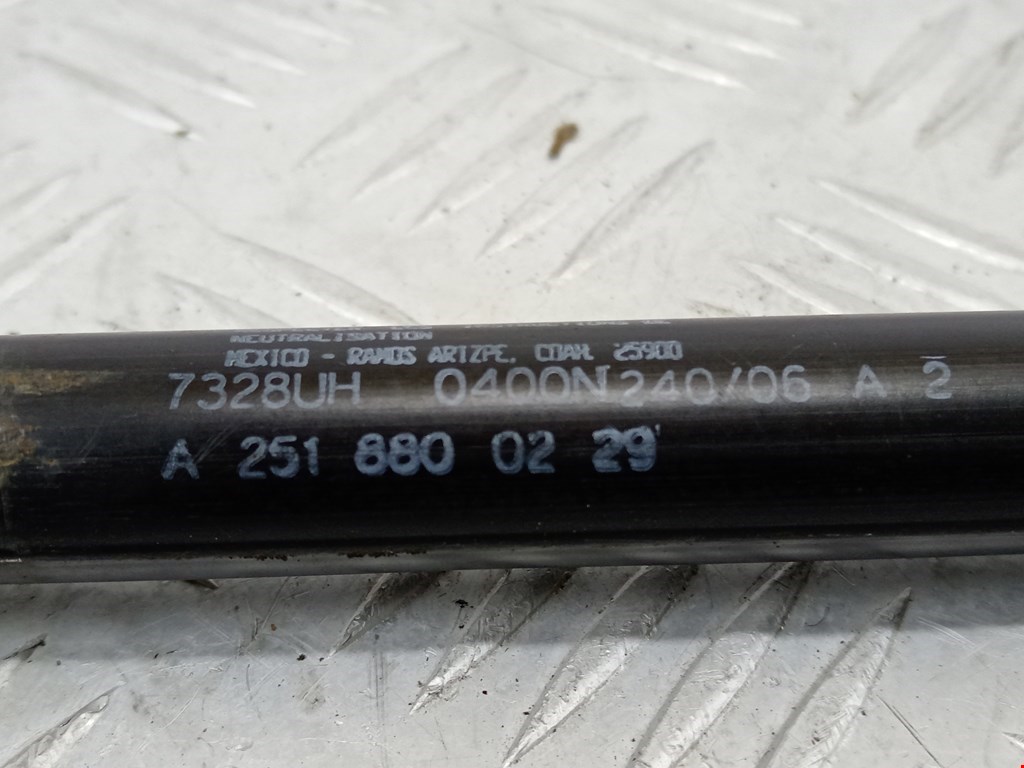 NEUTRALISATION
MEXICO - RAMOS ARIZPE, COAH. 25900
7328UH 0400N 240/06 A 2
A 251 880 02 29